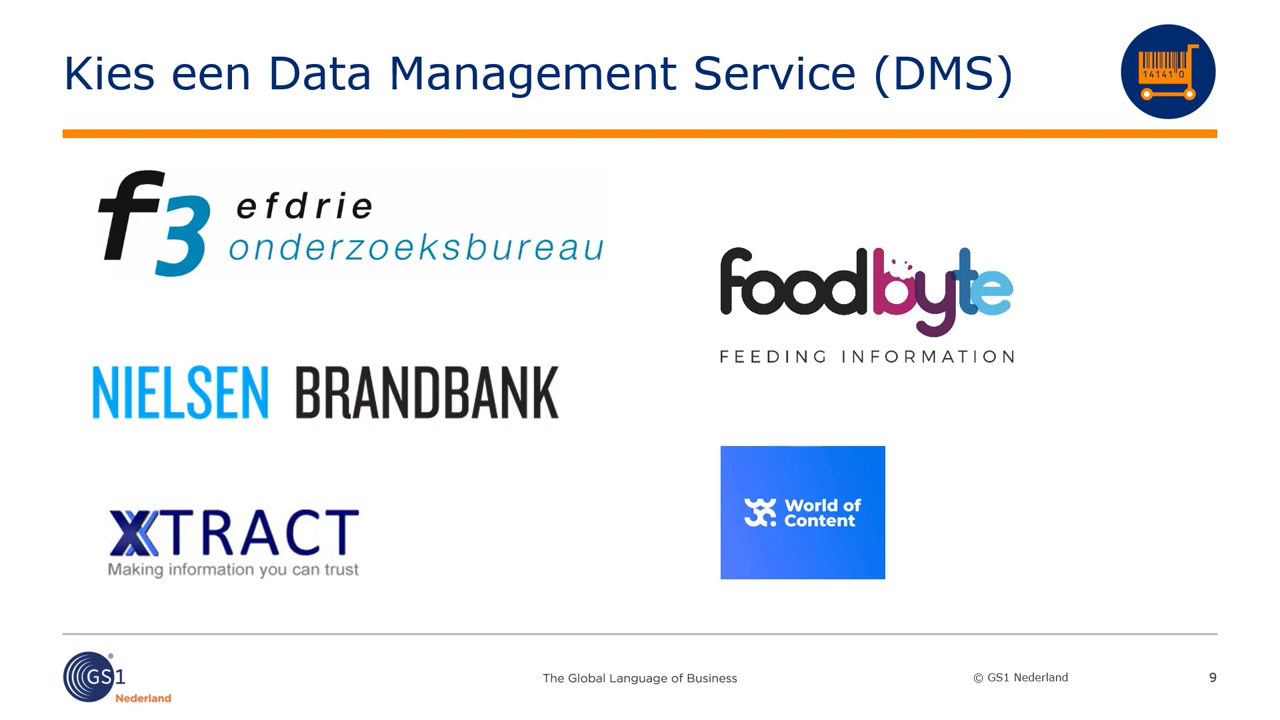 Kies een Data Management Service (DMS)
14141 0
f3 efdrie
onderzoeksbureau
foodbyte
FEEDING INFORMATION
NIELSEN BRANDBANK
XTRACT
Making information you can trust
World of
Content
GS1
®
Nederland
The Global Language of Business
© GS1 Nederland
9